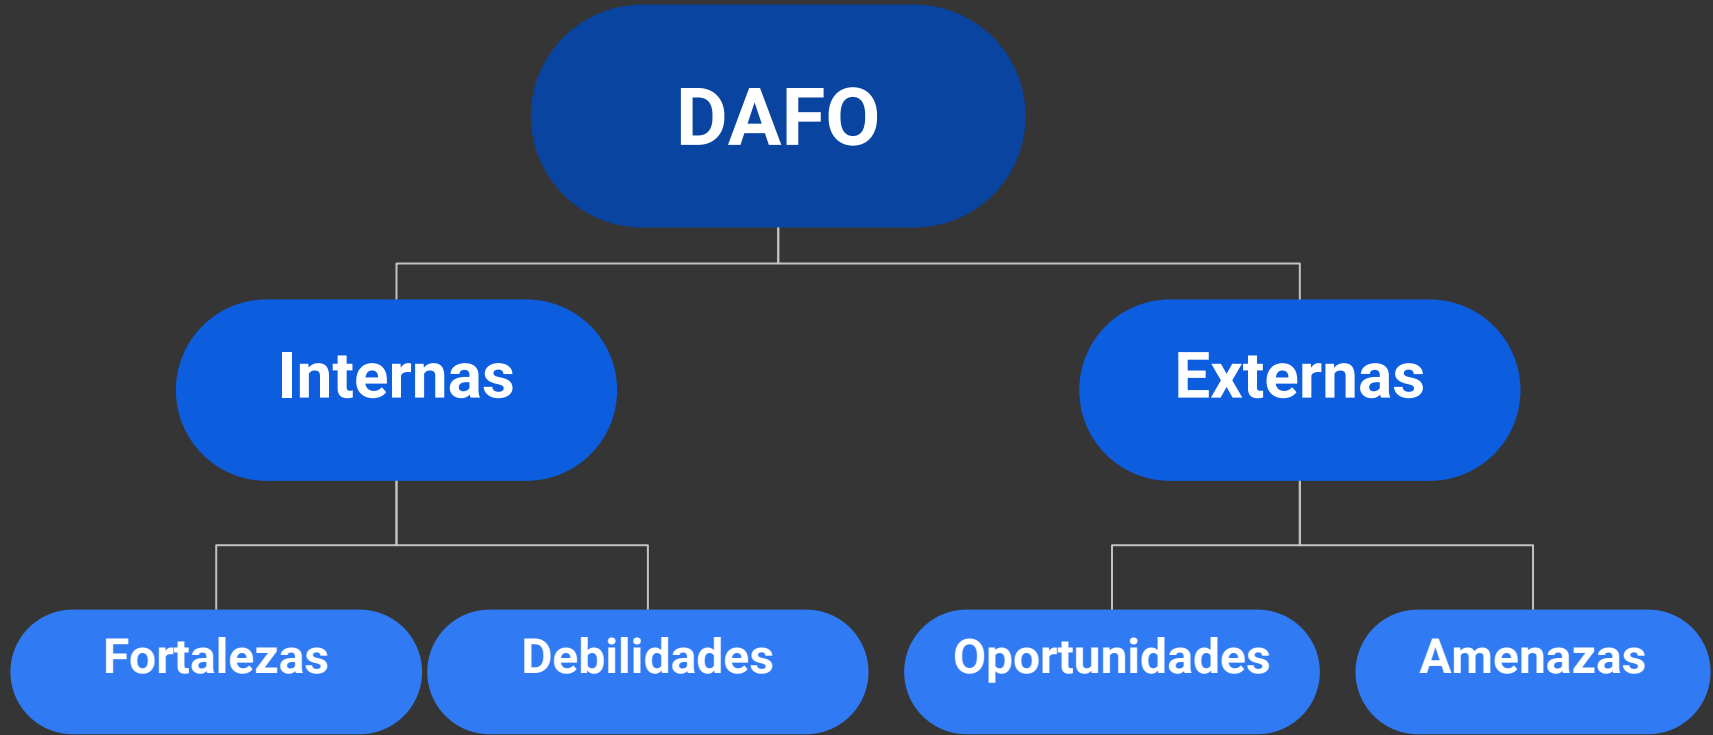 DAFO
Internas
Externas
Fortalezas
Debilidades
Oportunidades
Amenazas